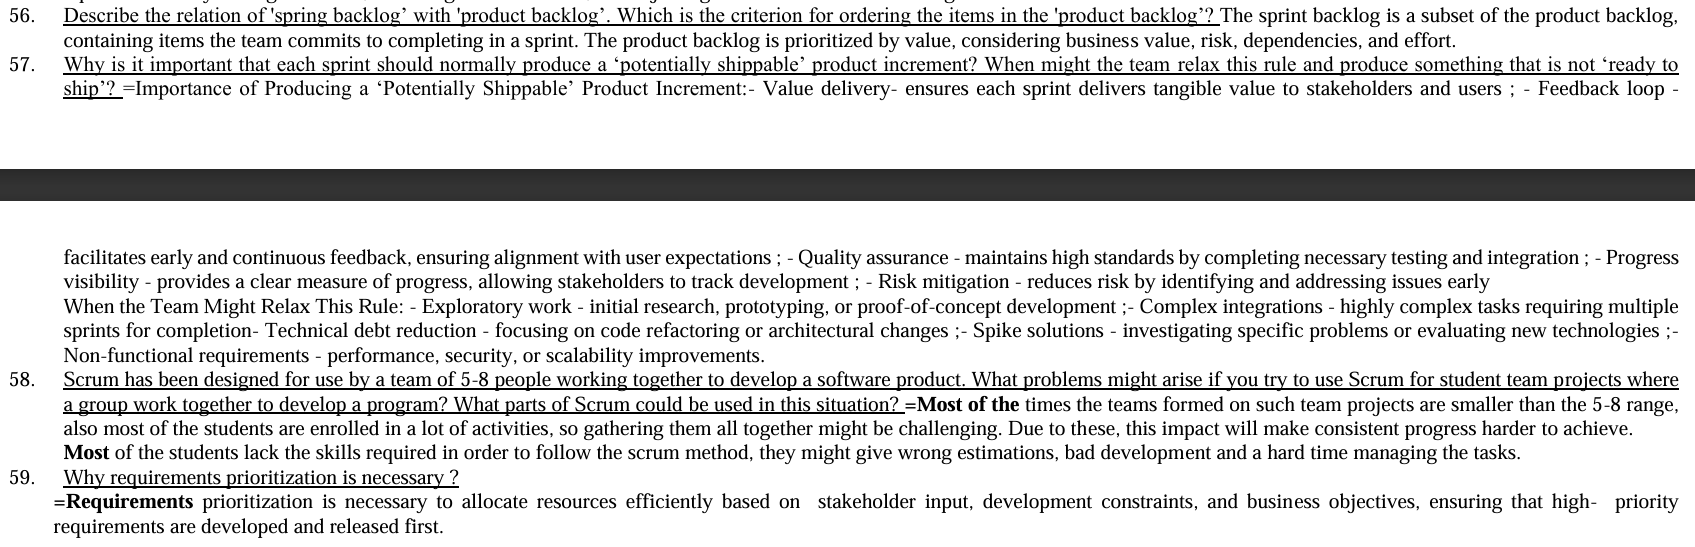 56. Describe the relation of 'spring backlog’ with 'product backlog’. Which is the criterion for ordering the items in the 'product backlog’? The sprint backlog is a subset of the product backlog,
containing items the team commits to completing in a sprint. The product backlog is prioritized by value, considering business value, risk, dependencies, and effort.
57. Why is it important that each sprint should normally produce a ‘potentially shippable’ product increment? When might the team relax this rule and produce something that is not ‘ready to
ship’? =Importance of Producing a ‘Potentially Shippable’ Product Increment:- Value delivery- ensures each sprint delivers tangible value to stakeholders and users ; - Feedback loop -
facilitates early and continuous feedback, ensuring alignment with user expectations ; - Quality assurance - maintains high standards by completing necessary testing and integration ; - Progress
visibility - provides a clear measure of progress, allowing stakeholders to track development ; - Risk mitigation - reduces risk by identifying and addressing issues early
When the Team Might Relax This Rule: - Exploratory work - initial research, prototyping, or proof-of-concept development ;- Complex integrations - highly complex tasks requiring multiple
sprints for completion- Technical debt reduction - focusing on code refactoring or architectural changes ;- Spike solutions - investigating specific problems or evaluating new technologies ;-
Non-functional requirements - performance, security, or scalability improvements.
58. Scrum has been designed for use by a team of 5-8 people working together to develop a software product. What problems might arise if you try to use Scrum for student team projects where
a group work together to develop a program? What parts of Scrum could be used in this situation? =Most of the times the teams formed on such team projects are smaller than the 5-8 range,
also most of the students are enrolled in a lot of activities, so gathering them all together might be challenging. Due to these, this impact will make consistent progress harder to achieve.
Most of the students lack the skills required in order to follow the scrum method, they might give wrong estimations, bad development and a hard time managing the tasks.
59. Why requirements prioritization is necessary ?
=Requirements prioritization is necessary to allocate resources efficiently based on stakeholder input, development constraints, and business objectives, ensuring that high- priority
requirements are developed and released first.